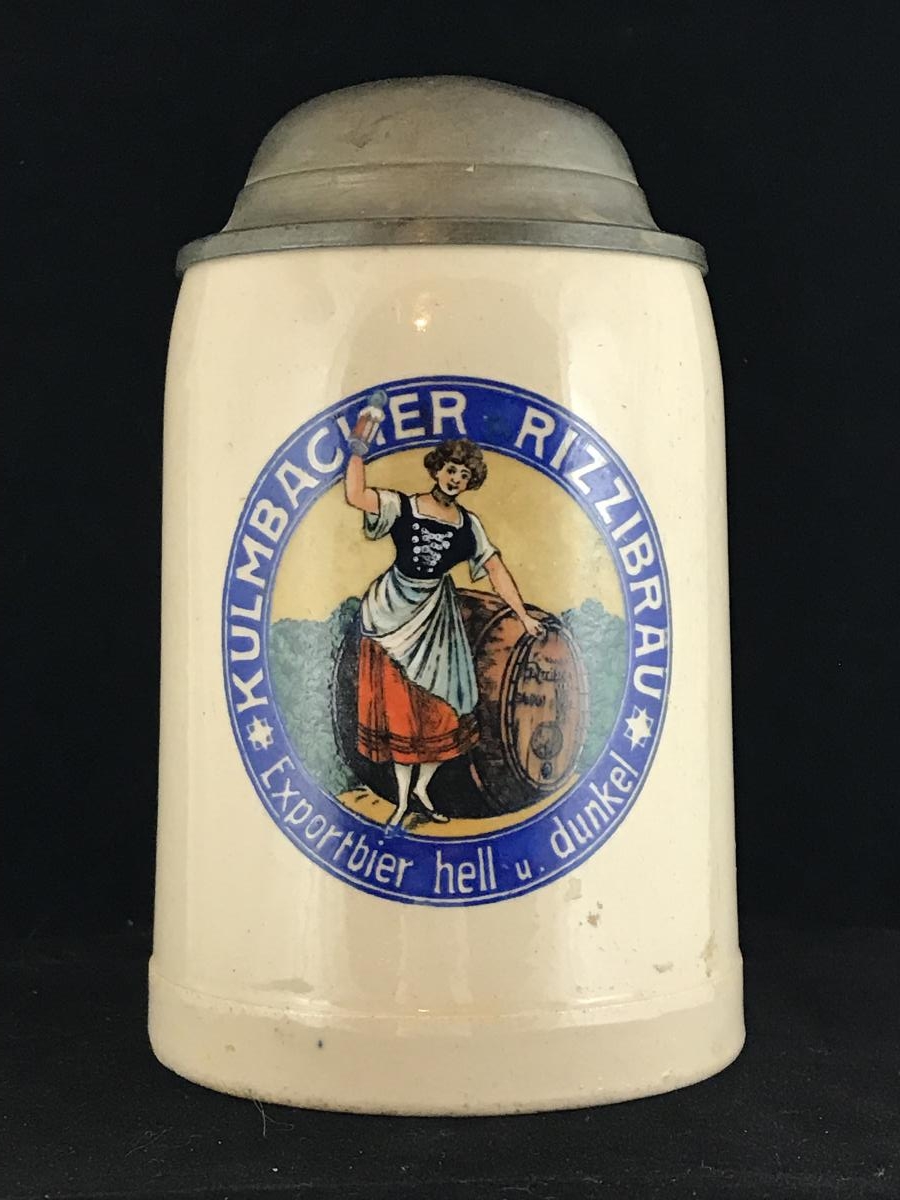 KULMBACHER RIZZIBRÄU
Exportbier hell u. dunkel